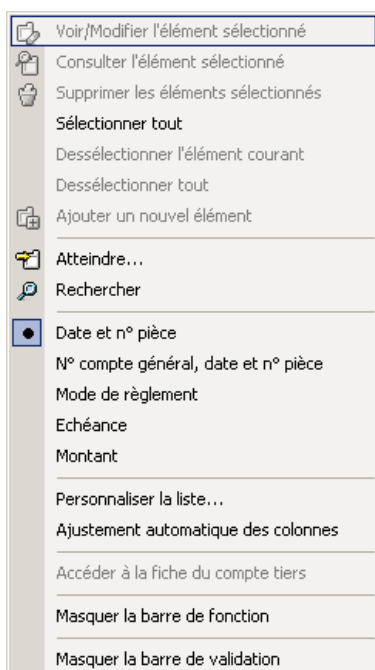 Voir/Modifier l'élément sélectionné
Consulter l'élément sélectionné
Supprimer les éléments sélectionnés
Sélectionner tout
Dessélectionner l'élément courant
Dessélectionner tout
Ajouter un nouvel élément
Atteindre...
Rechercher
Date et n° pièce
N° compte général, date et n° pièce
Mode de règlement
Echéance
Montant
Personnaliser la liste...
Ajustement automatique des colonnes
Accéder à la fiche du compte tiers
Masquer la barre de fonction
Masquer la barre de validation